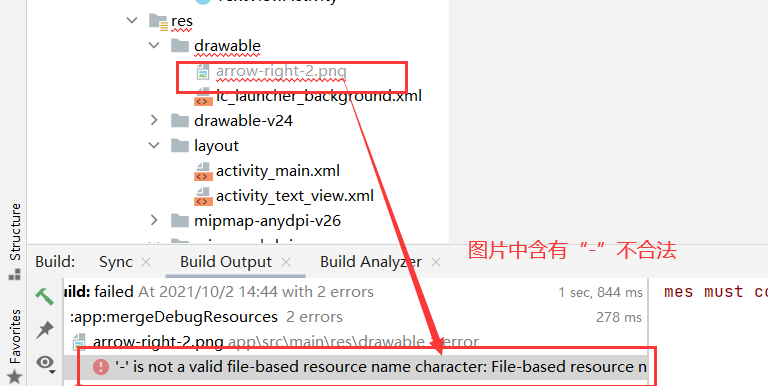 res
drawable
arrow-right-2.png
ic_launcher_background.xml
drawable-v24
layout
activity_main.xml
activity_text_view.xml
mipmap-anydpi-v26
Structure
Favorites
图片中含有“-”不合法
Build: Sync Build Output Build Analyzer
uild: failed At 2021/10/2 14:44 with 2 errors 1 sec, 844 ms
:app:mergeDebugResources 2 errors 278 ms
arrow-right-2.png app\src\main\res\drawable error
'-' is not a valid file-based resource name character: File-based resource n
mes must co